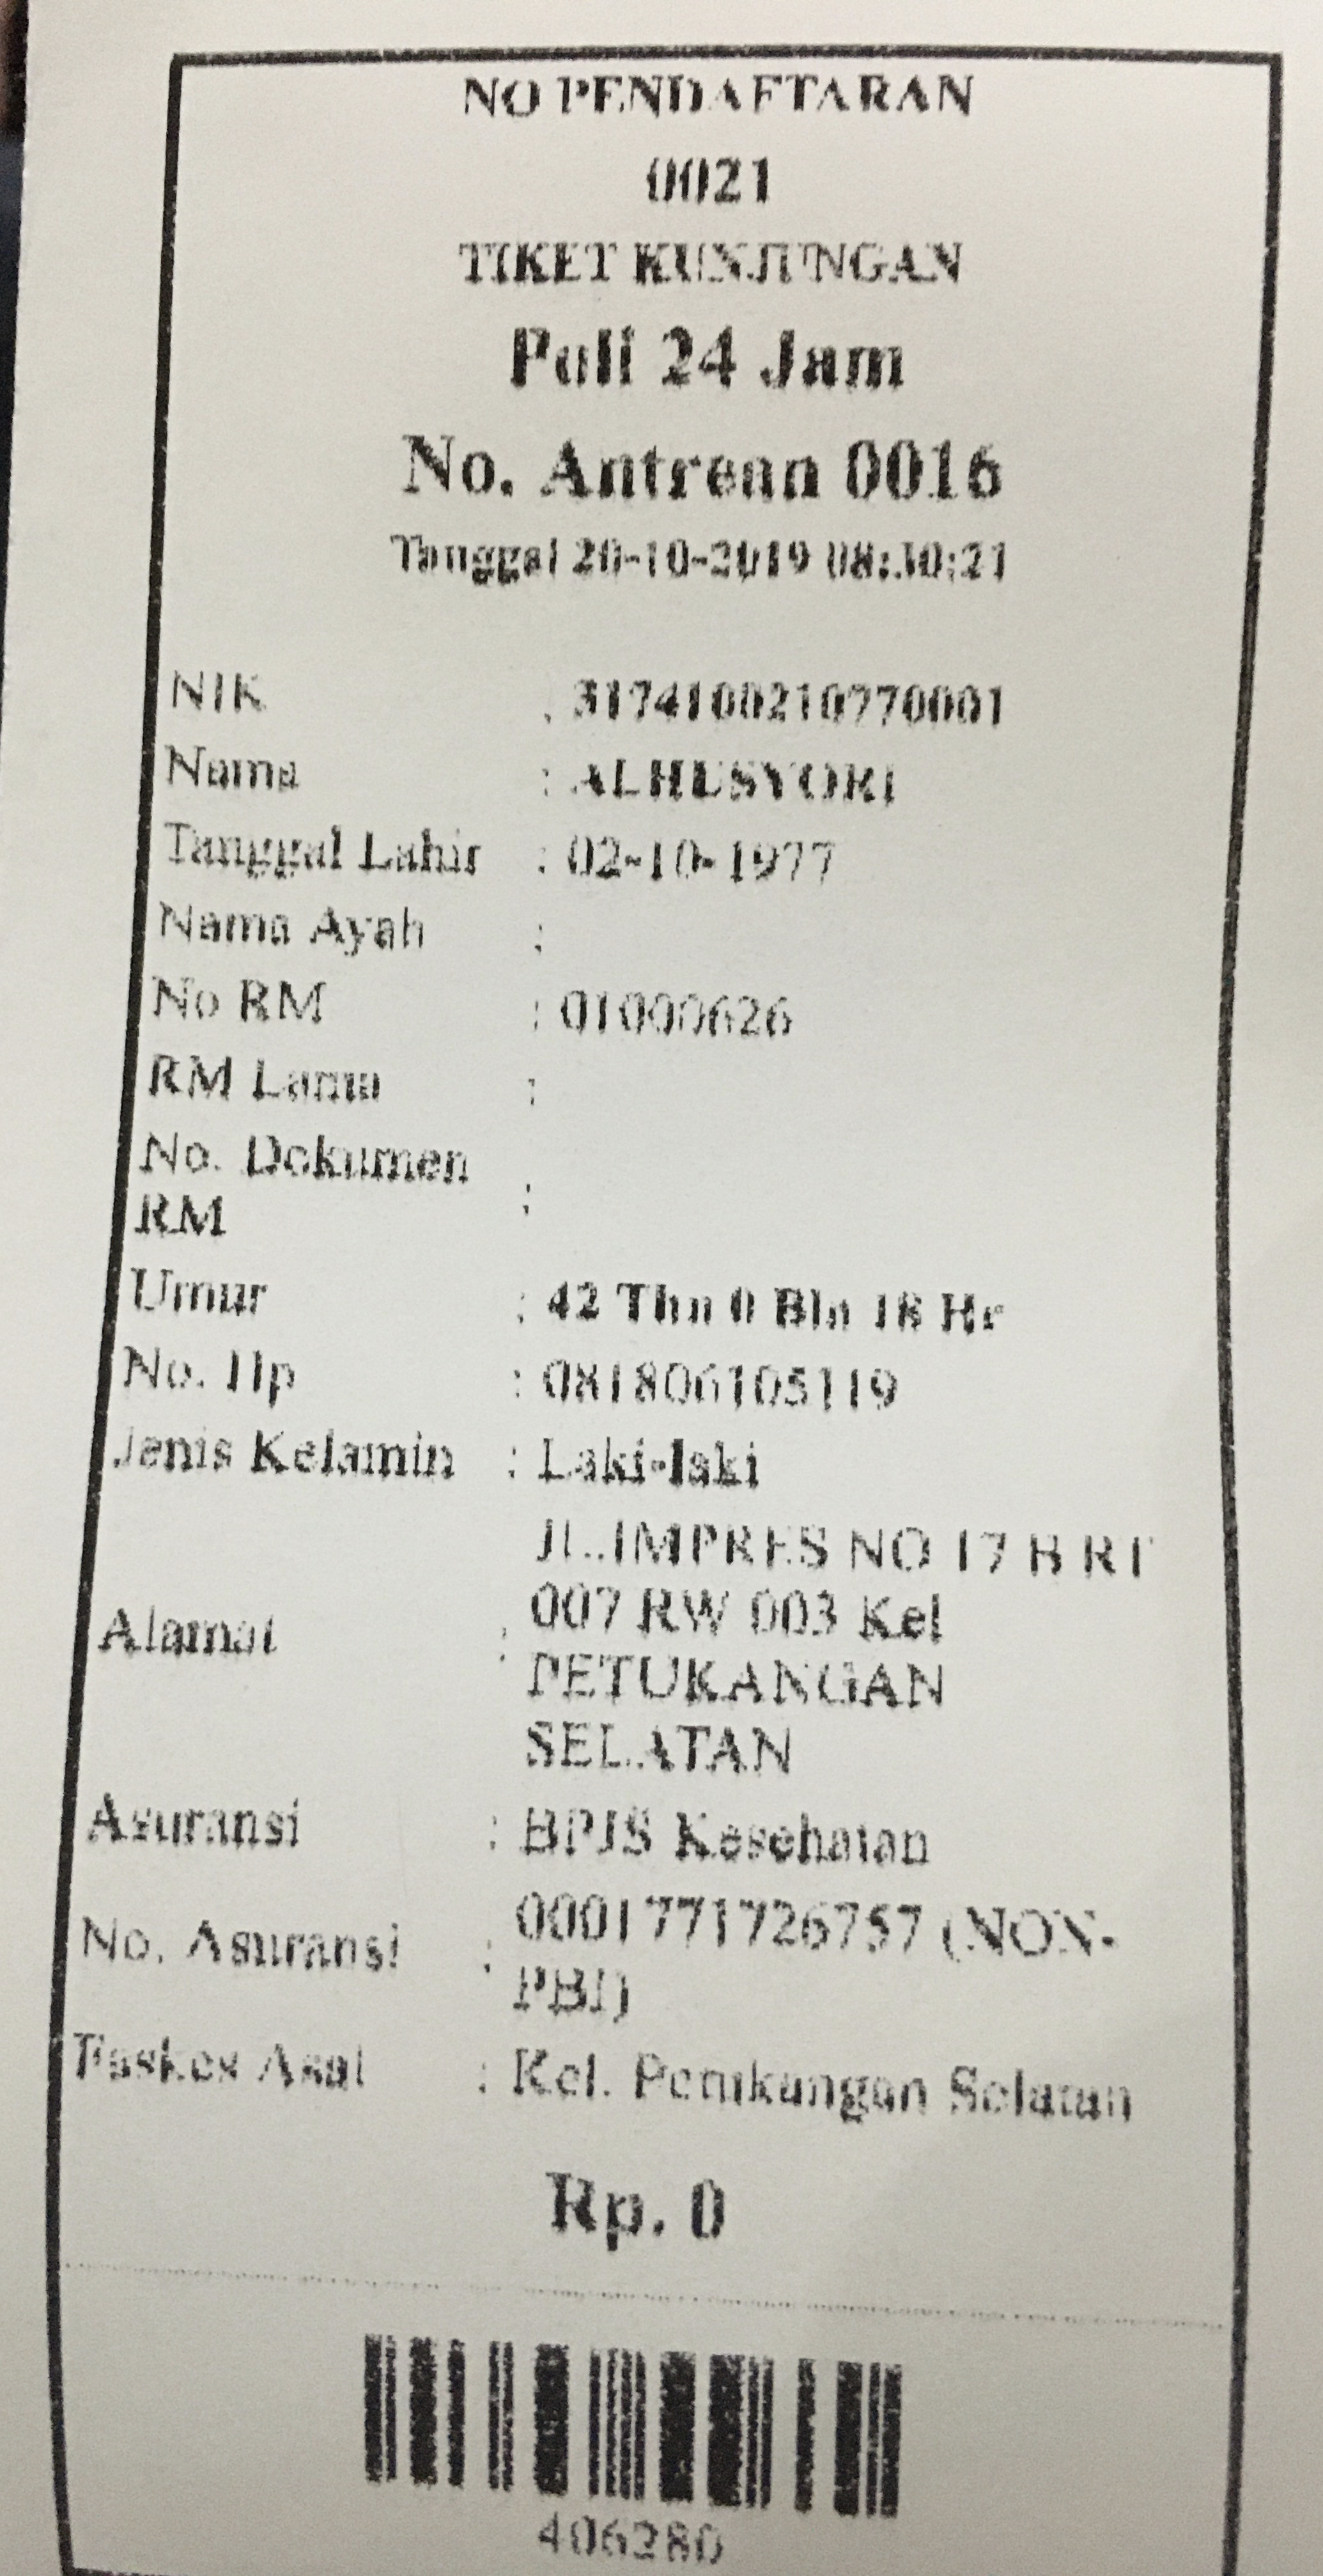 NO PENDAFTARAN
0021
TIKET KUNJUNGAN
Poli 24 Jam
No. Antrean 0016
Tanggal 20-10-2019 08:30:21
NIK : 3174100210770001
Nama : ALHUSYORI
Tanggal Lahir : 02-10-1977
Nama Ayah :
No RM : 01000626
RM Lama :
No. Dokumen
RM :
Umur : 42 Thn 0 Bln 18 Hr
No. Hp : 081806105119
Jenis Kelamin : Laki-laki
JL.IMPRES NO 17 B RT
007 RW 003 Kel
Alamat :
PETUKANGAN
SELATAN
Asuransi : BPJS Kesehatan
No. Asuransi : 0001771726757 (NON-
PBI)
Faskes Asal : Kel. Petukangan Selatan
Rp. 0
406280